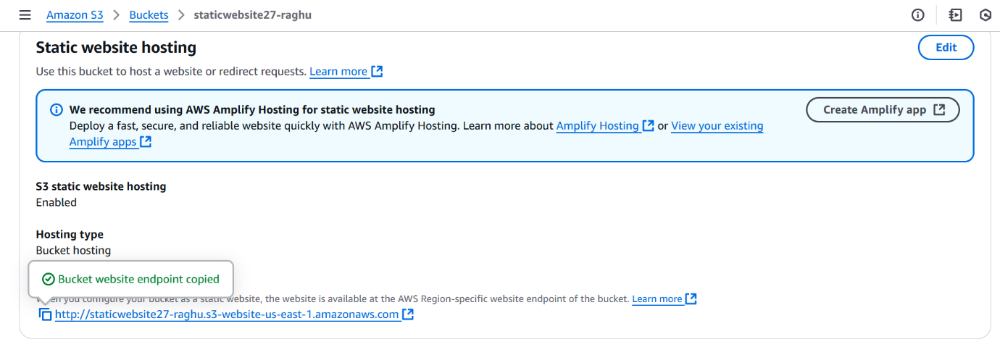 Amazon S3 > Buckets > staticwebsite27-raghu
Static website hosting
Edit
Use this bucket to host a website or redirect requests. Learn more
We recommend using AWS Amplify Hosting for static website hosting
Create Amplify app
Deploy a fast, secure, and reliable website quickly with AWS Amplify Hosting. Learn more about Amplify Hosting or View your existing
Amplify apps
S3 static website hosting
Enabled
Hosting type
Bucket hosting
Bucket website endpoint copied
When you configure your bucket as a static website, the website is available at the AWS Region-specific website endpoint of the bucket. Learn more
http://staticwebsite27-raghu.s3-website-us-east-1.amazonaws.com